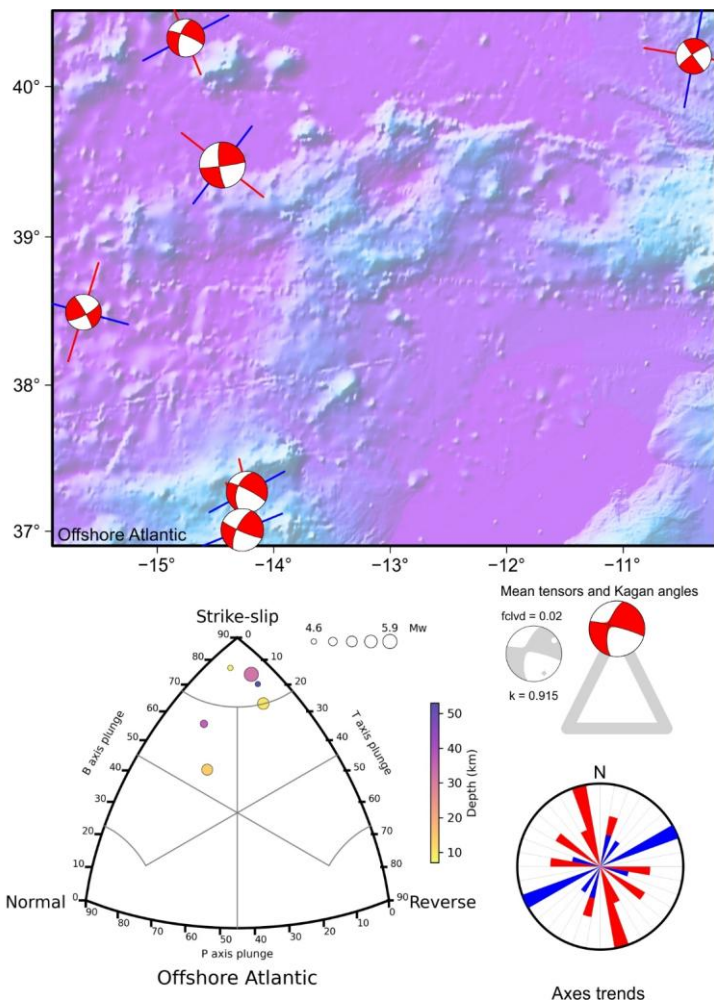 40°
39°
38°
37°
Offshore Atlantic
−15° −14° −13° −12° −11°
Mean tensors and Kagan angles
fclvd = 0.02
k = 0.915
Strike-slip
4.6 5.9 Mw
90 0
80 10
70 20
60 30
50 40
40 50
30 60
20 70
10 80
0 90
B axis plunge
T axis plunge
Normal
Reverse
90 80 70 60 50 40 30 20 10 0
P axis plunge
Offshore Atlantic
50
40
30
20
10
Depth (km)
N
Axes trends